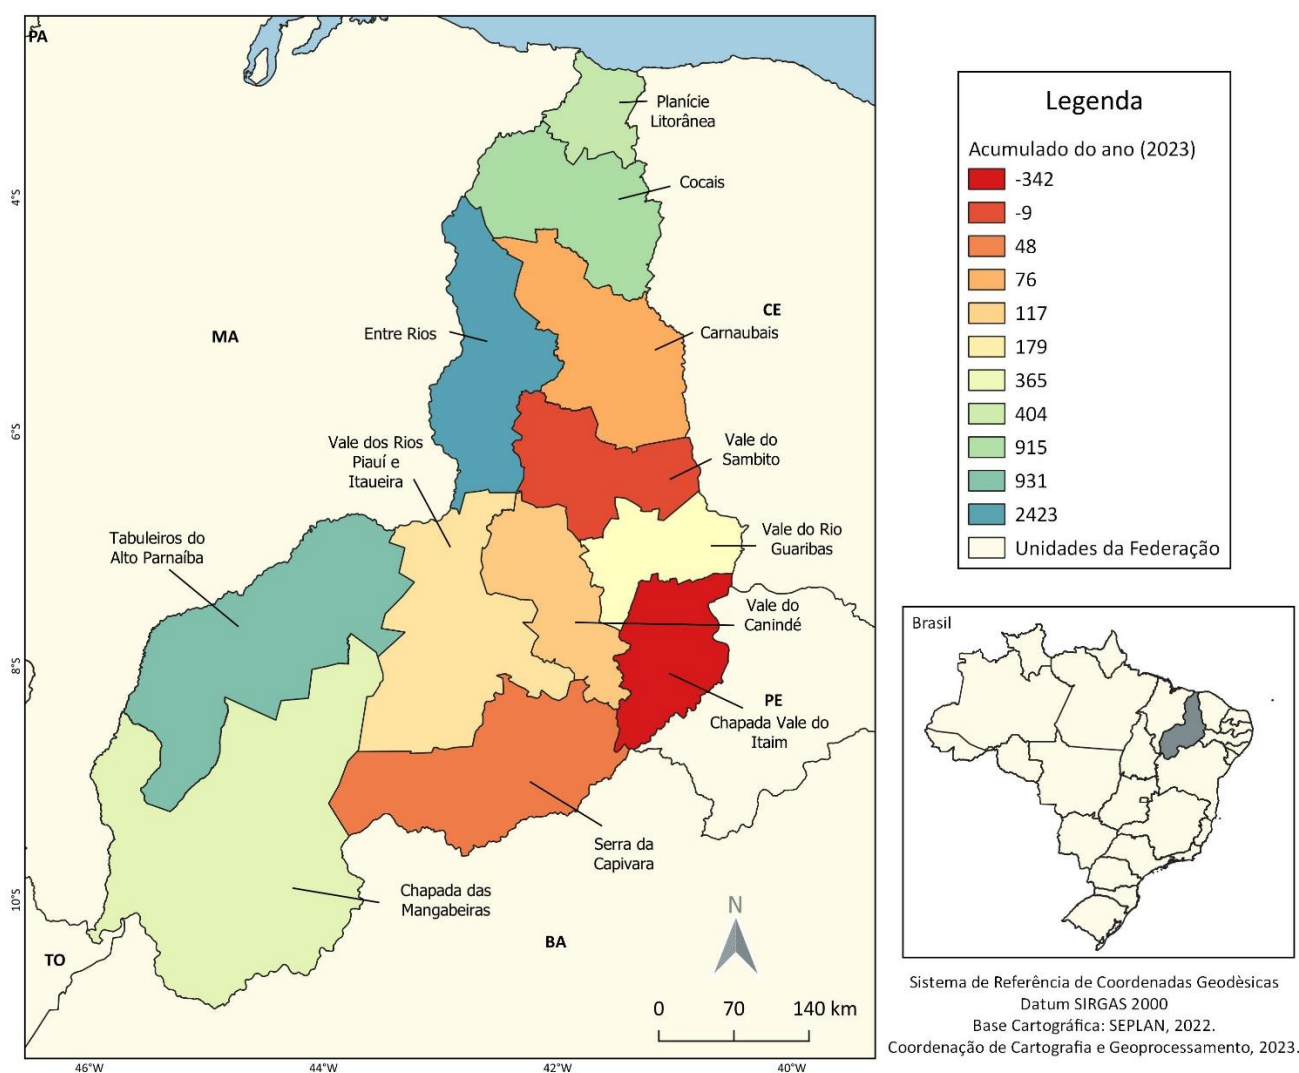 PA
Planície
Litorânea
Cocais
CE
MA
Entre Rios
Carnaubais
Vale dos Rios
Piauí e
Itaueira
Vale do
Sambito
Tabuleiros do
Alto Parnaíba
Vale do Rio
Guaribas
Vale do
Canindé
PE
Chapada Vale do
Itaim
Serra da
Capivara
Chapada das
Mangabeiras
TO
BA
N
0 70 140 km
4°S
6°S
8°S
10°S
46°W 44°W 42°W 40°W
Legenda
Acumulado do ano (2023)
-342
-9
48
76
117
179
365
404
915
931
2423
Unidades da Federação
Brasil
Sistema de Referência de Coordenadas Geodèsicas
Datum SIRGAS 2000
Base Cartográfica: SEPLAN, 2022.
Coordenação de Cartografia e Geoprocessamento, 2023.